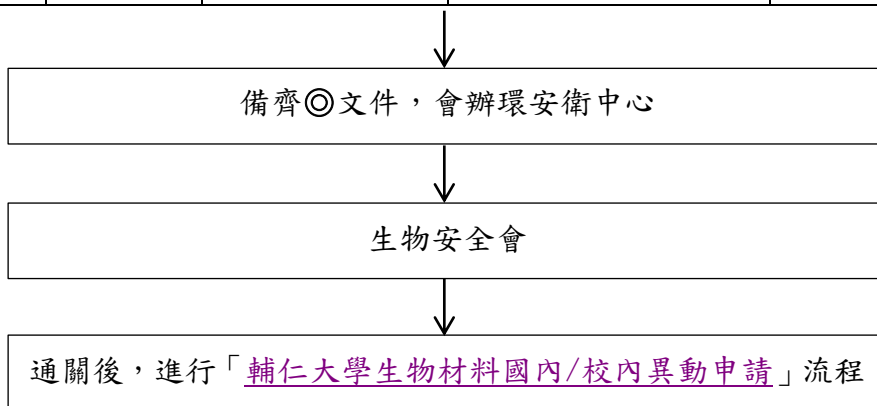 備齊◎文件，會辦環安衛中心
生物安全會
通關後，進行「輔仁大學生物材料國內/校內異動申請」流程